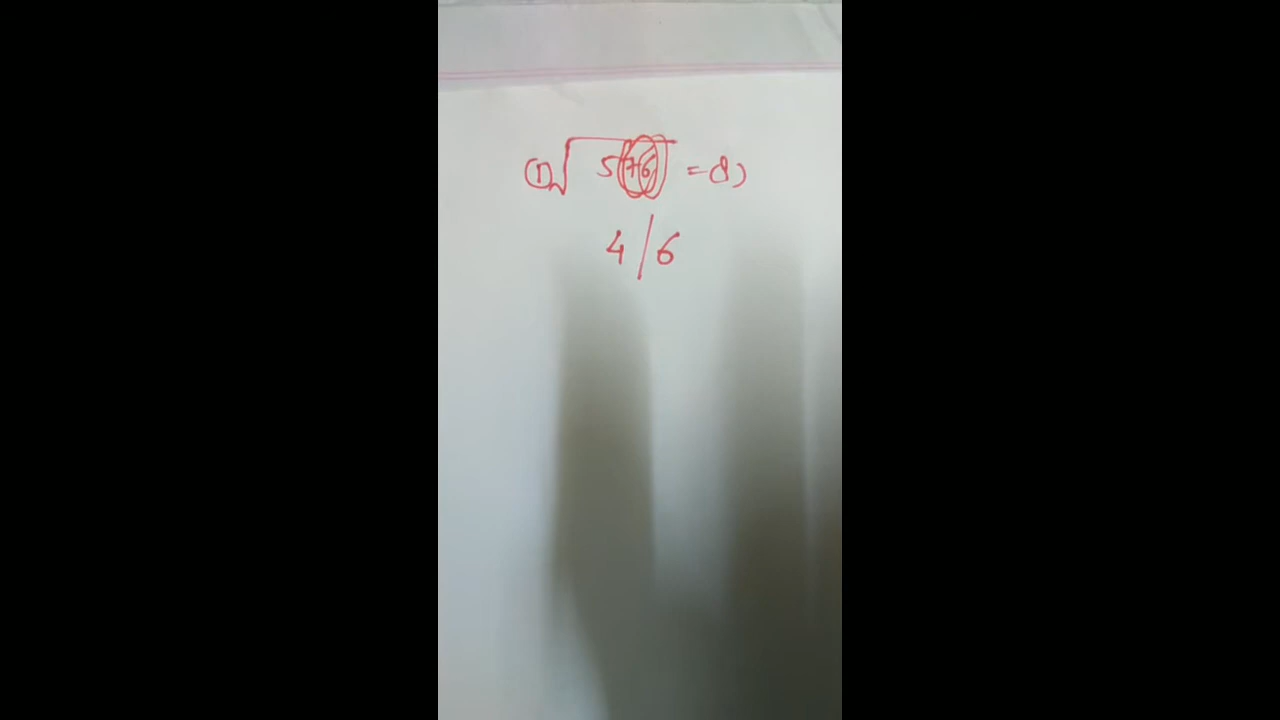 ① √576 = 
4/6